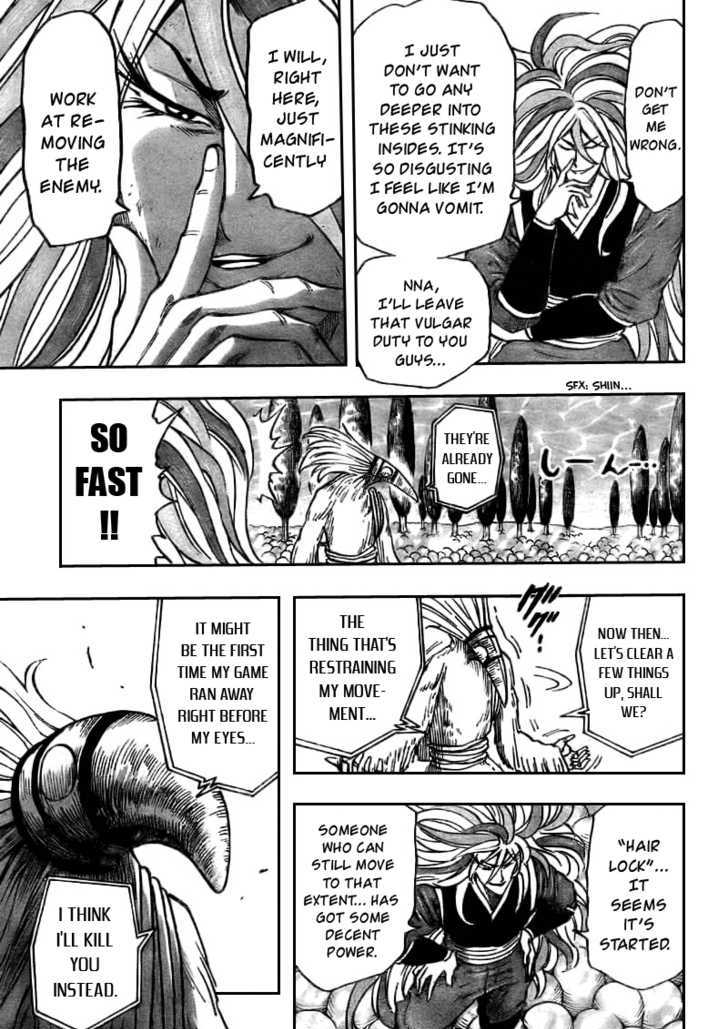 DON'T
GET
ME
WRONG.
I JUST
DON'T WANT
TO GO ANY
DEEPER INTO
THESE STINKING
INSIDES. IT'S
SO DISGUSTING
I FEEL LIKE I'M
GONNA VOMIT.
NNA,
I'LL LEAVE
THAT VULGAR
DUTY TO YOU
GUYS...
I WILL,
RIGHT
HERE,
JUST
MAGNIFI-
CENTLY
WORK
AT RE-
MOVING
THE
ENEMY.
SFX: SHIIN...
しーん…
THEY'RE
ALREADY
GONE...
SO
FAST
!!
NOW THEN...
LET'S CLEAR A
FEW THINGS
UP, SHALL
WE?
THE
THING THAT'S
RESTRAINING
MY MOVE-
MENT...
IT MIGHT
BE THE FIRST
TIME MY GAME
RAN AWAY
RIGHT BEFORE
MY EYES...
I THINK
I'LL KILL
YOU
INSTEAD.
"HAIR
LOCK"...
IT
SEEMS
IT'S
STARTED.
SOMEONE
WHO CAN
STILL MOVE
TO THAT
EXTENT... HAS
GOT SOME
DECENT
POWER.